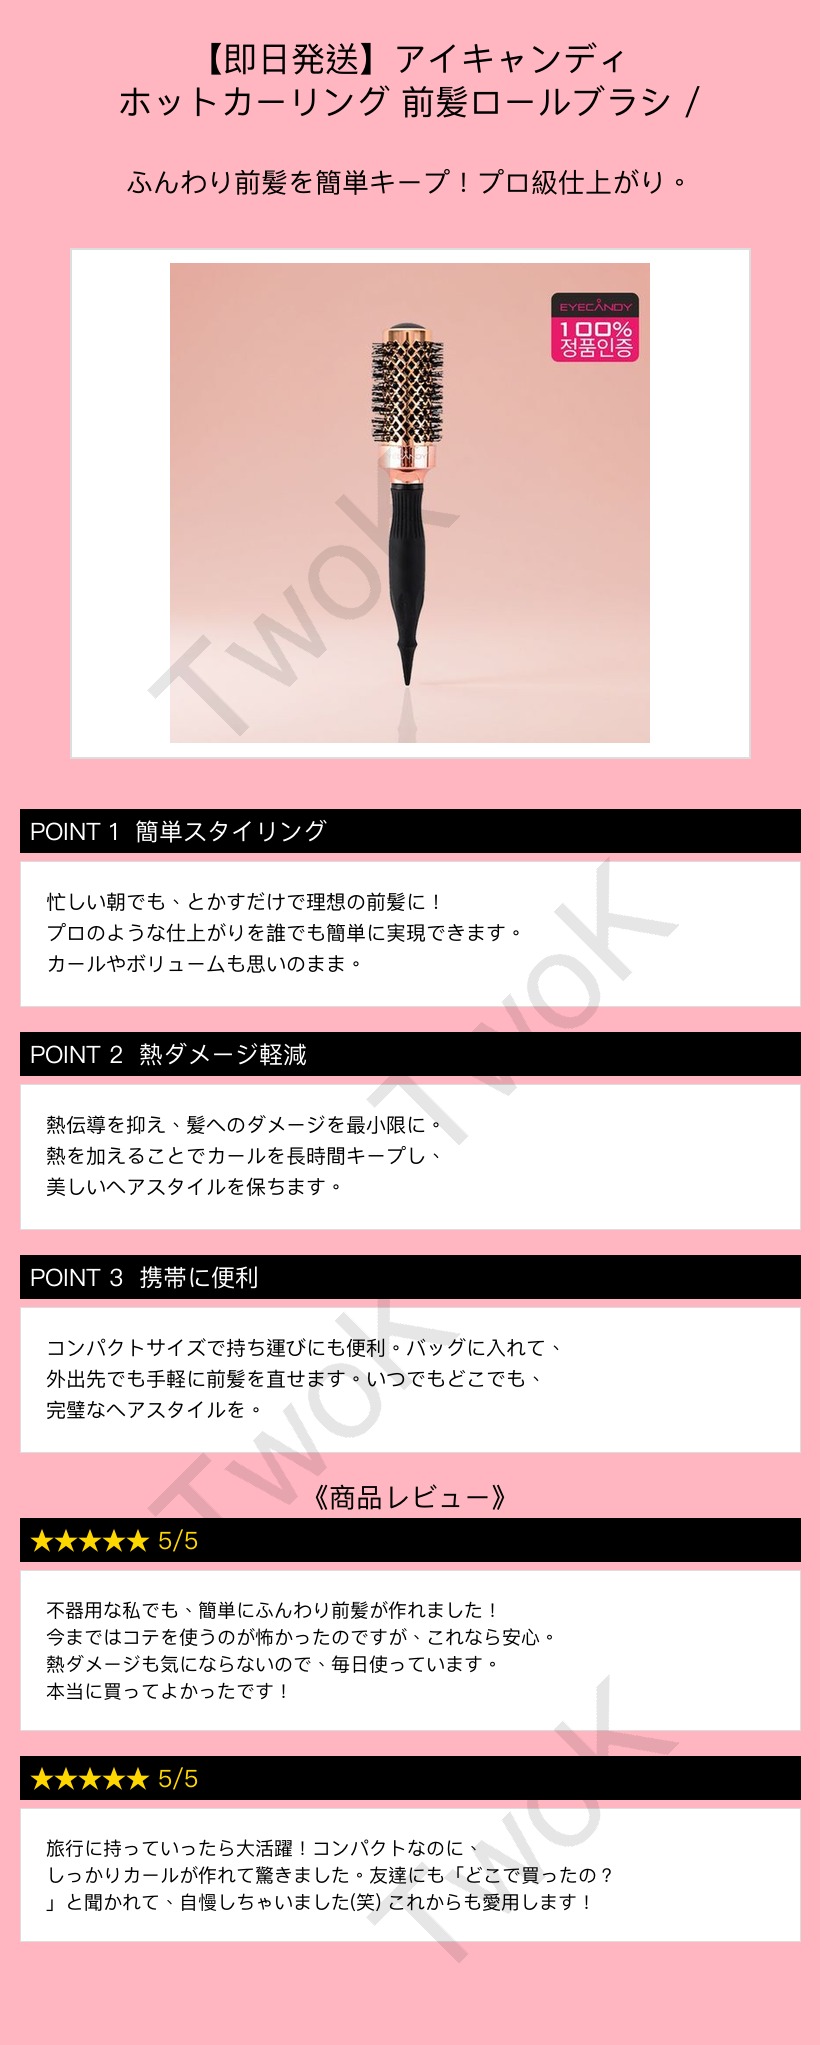 【即日発送】アイキャンディ
ホットカーリング 前髪ロールブラシ /
ふんわり前髪を簡単キープ！プロ級仕上がり。
EYECANDY
100%
정품인증
TwoK
POINT 1 簡単スタイリング
忙しい朝でも、とかすだけで理想の前髪に！
プロのような仕上がりを誰でも簡単に実現できます。
カールやボリュームも思いのまま。
TwoK
POINT 2 熱ダメージ軽減
熱伝導を抑え、髪へのダメージを最小限に。
熱を加えることでカールを長時間キープし、
美しいヘアスタイルを保ちます。
POINT 3 携帯に便利
コンパクトサイズで持ち運びにも便利。バッグに入れて、
外出先でも手軽に前髪を直せます。いつでもどこでも、
完璧なヘアスタイルを。
TwoK
《商品レビュー》
★★★★★ 5/5
不器用な私でも、簡単にふんわり前髪が作れました！
今まではコテを使うのが怖かったのですが、これなら安心。
熱ダメージも気にならないので、毎日使っています。
本当に買ってよかったです！
★★★★★ 5/5
旅行に持っていったら大活躍！コンパクトなのに、
しっかりカールが作れて驚きました。友達にも「どこで買ったの？
」と聞かれて、自慢しちゃいました(笑) これからも愛用します！
TwoK